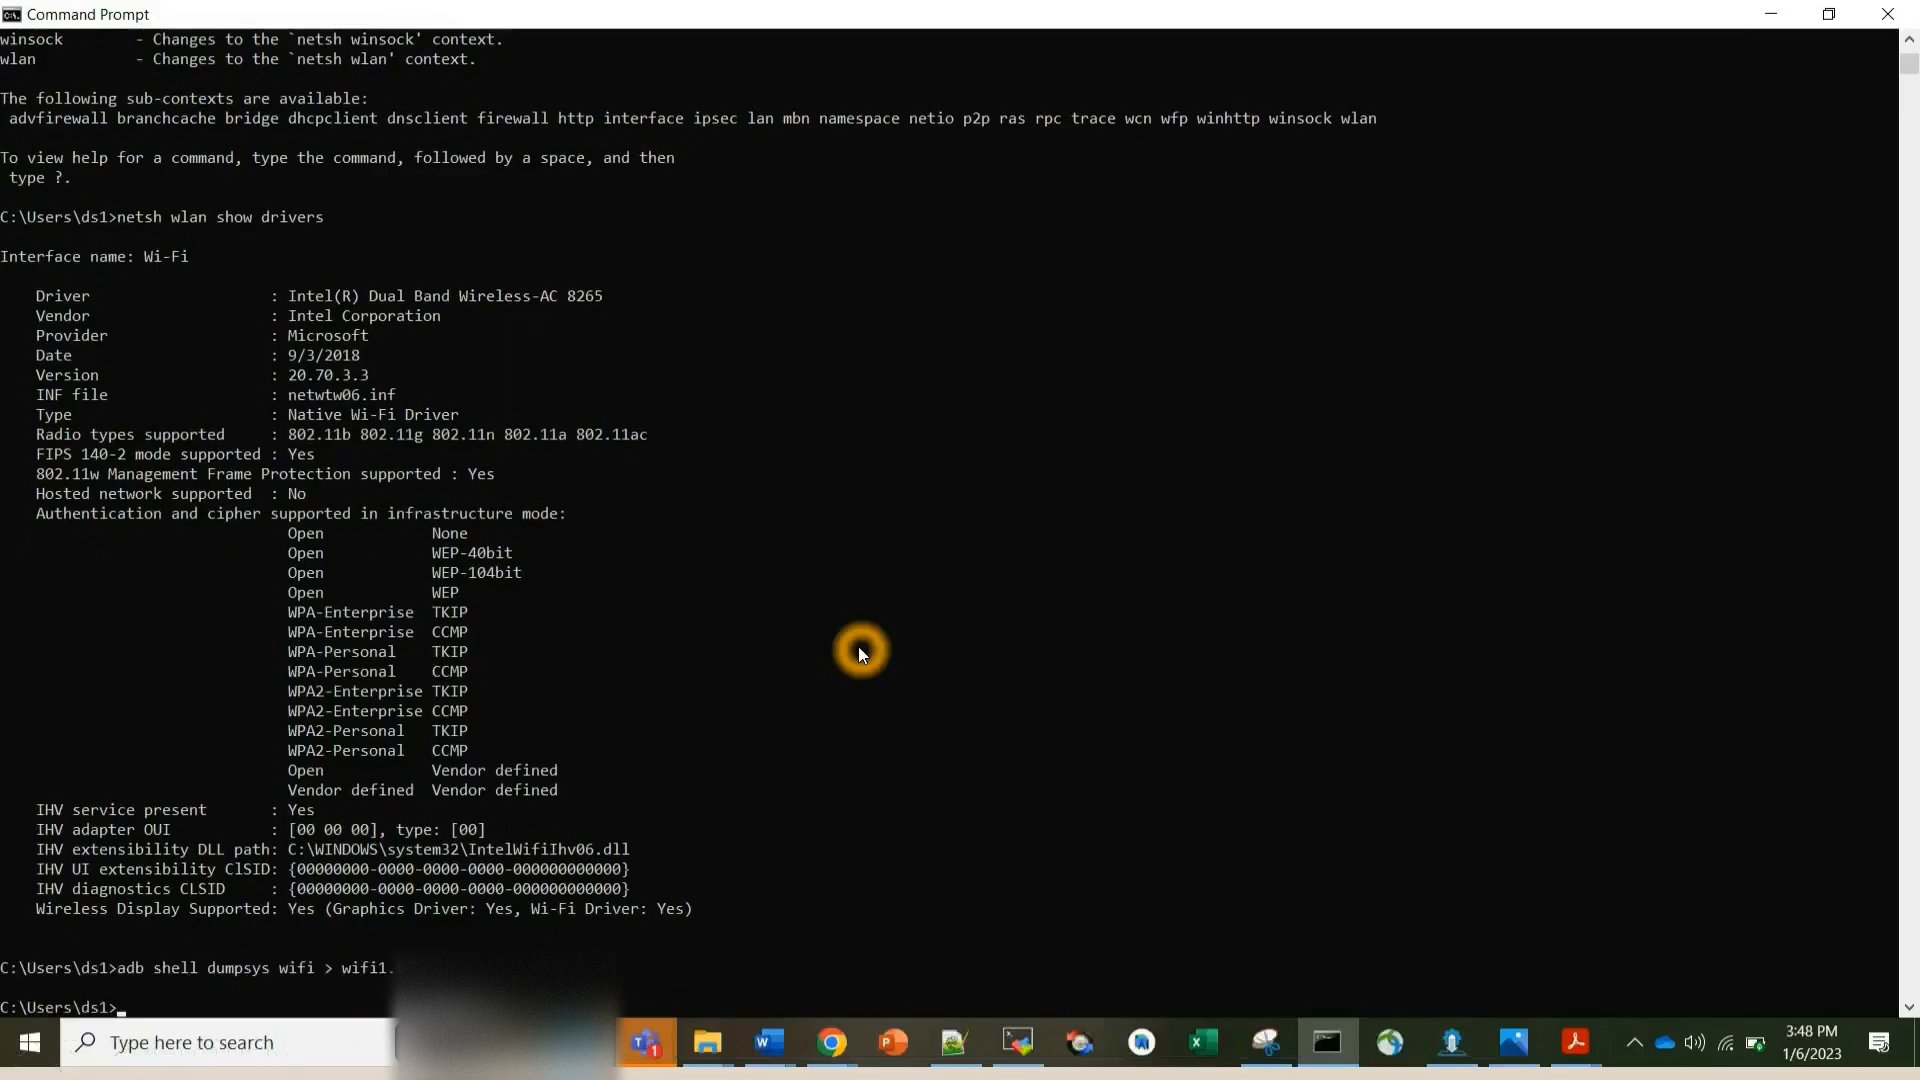 Command Prompt
winsock - Changes to the `netsh winsock' context.
wlan - Changes to the `netsh wlan' context.
The following sub-contexts are available:
advfirewall branchcache bridge dhcpclient dnsclient firewall http interface ipsec lan mbn namespace netio p2p ras rpc trace wcn wfp winhttp winsock wlan
To view help for a command, type the command, followed by a space, and then
type ?.
C:\Users\ds1>netsh wlan show drivers
Interface name: Wi-Fi
Driver : Intel(R) Dual Band Wireless-AC 8265
Vendor : Intel Corporation
Provider : Microsoft
Date : 9/3/2018
Version : 20.70.3.3
INF file : netwtw06.inf
Type : Native Wi-Fi Driver
Radio types supported : 802.11b 802.11g 802.11n 802.11a 802.11ac
FIPS 140-2 mode supported : Yes
802.11w Management Frame Protection supported : Yes
Hosted network supported : No
Authentication and cipher supported in infrastructure mode:
Open None
Open WEP-40bit
Open WEP-104bit
Open WEP
WPA-Enterprise TKIP
WPA-Enterprise CCMP
WPA-Personal TKIP
WPA-Personal CCMP
WPA2-Enterprise TKIP
WPA2-Enterprise CCMP
WPA2-Personal TKIP
WPA2-Personal CCMP
Open Vendor defined
Vendor defined Vendor defined
IHV service present : Yes
IHV adapter OUI : [00 00 00], type: [00]
IHV extensibility DLL path: C:\WINDOWS\system32\IntelWifiIhv06.dll
IHV UI extensibility ClSID: {00000000-0000-0000-0000-000000000000}
IHV diagnostics CLSID : {00000000-0000-0000-0000-000000000000}
Wireless Display Supported: Yes (Graphics Driver: Yes, Wi-Fi Driver: Yes)
C:\Users\ds1>adb shell dumpsys wifi > wifi1.
C:\Users\ds1>
Type here to search
3:48 PM
1/6/2023